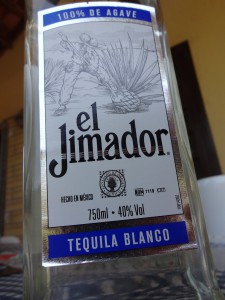 100% DE AGAVE
el
Jimador®
HECHO EN MÉXICO
750ml • 40% Vol
TEQUILA BLANCO